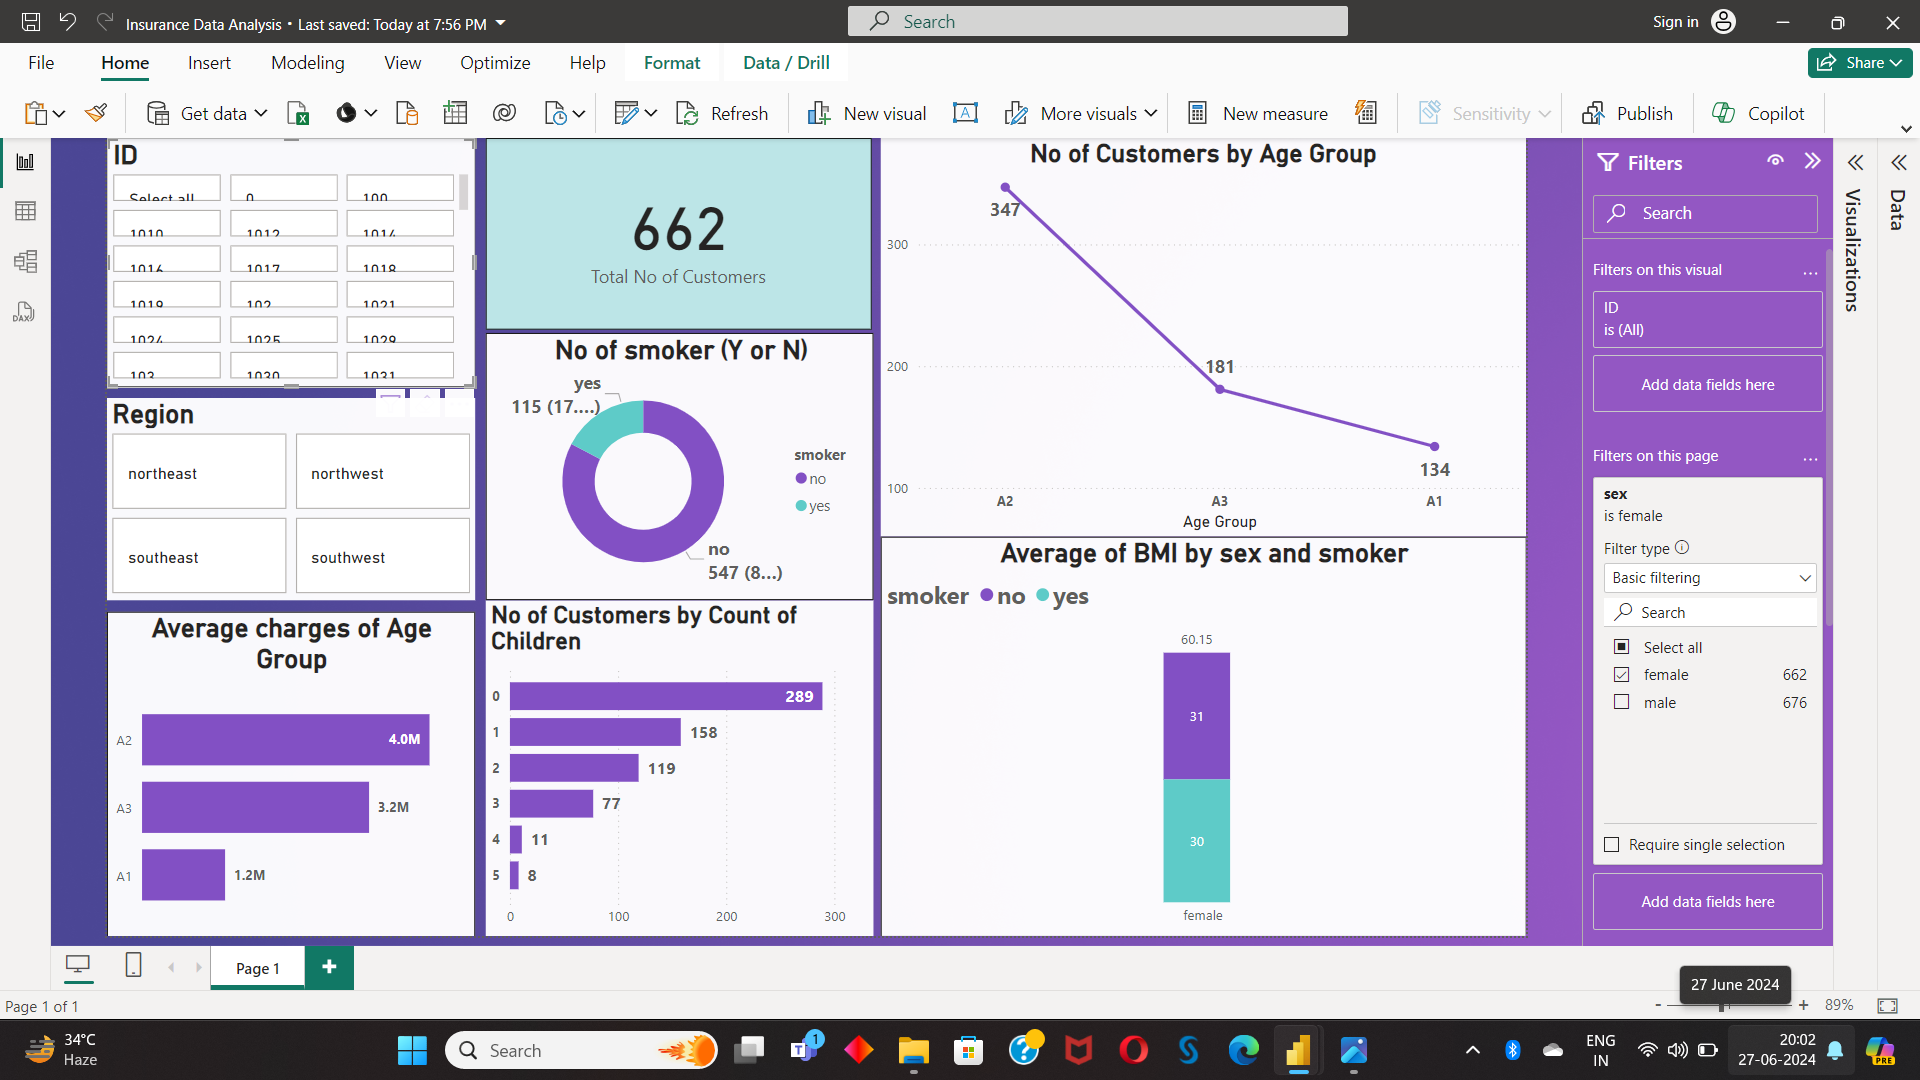 Insurance Data Analysis • Last saved: Today at 7:56 PM
Search
Sign in
File Home Insert Modeling View Optimize Help Format Data / Drill
Share
Get data
Refresh
New visual
More visuals
New measure
Sensitivity
Publish
Copilot
ID
Select all 0 100
1010 1012 1014
1016 1017 1018
1019 102 1021
1024 1025 1029
103 1030 1031
Region
northeast northwest
southeast southwest
Average charges of Age
Group
A2 4.0M
A3 3.2M
A1 1.2M
662
Total No of Customers
No of smoker (Y or N)
yes
115 (17....)
no
547 (8...)
smoker
no
yes
No of Customers by Count of
Children
0 289
1 158
2 119
3 77
4 11
5 8
0 100 200 300
No of Customers by Age Group
347
300
181
200
134
100
A2 A3 A1
Age Group
Average of BMI by sex and smoker
smoker no yes
60.15
31
30
female
Filters
Search
Filters on this visual ...
ID
is (All)
Add data fields here
Filters on this page ...
sex
is female
Filter type
Basic filtering
Search
Select all
female 662
male 676
Require single selection
Add data fields here
Visualizations
Data
Page 1
27 June 2024
Page 1 of 1
- + 89%
34°C
Haze
Search
1
ENG
IN
20:02
27-06-2024
PRE
DAX